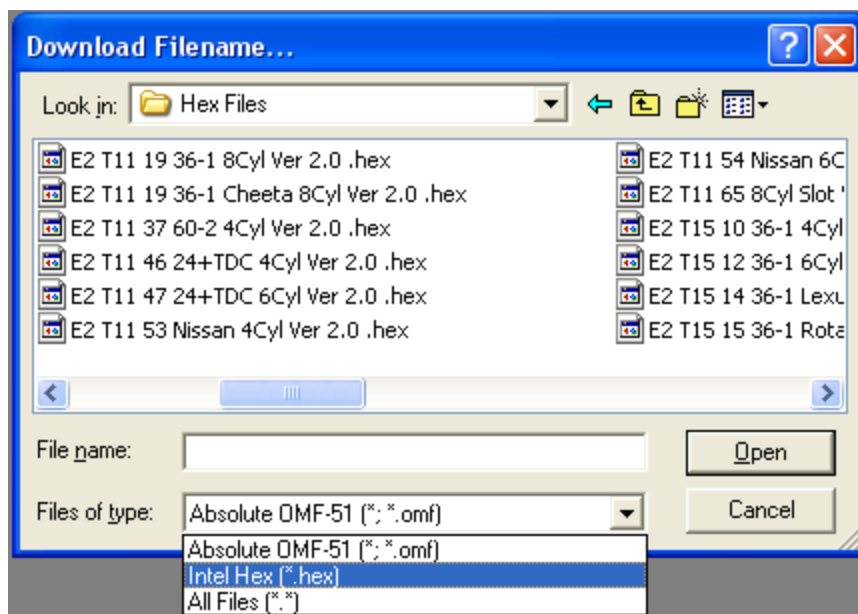 Download Filename...
Look in: Hex Files
E2 T11 19 36-1 8Cyl Ver 2.0 .hex
E2 T11 19 36-1 Cheeta 8Cyl Ver 2.0 .hex
E2 T11 37 60-2 4Cyl Ver 2.0 .hex
E2 T11 46 24+TDC 4Cyl Ver 2.0 .hex
E2 T11 47 24+TDC 6Cyl Ver 2.0 .hex
E2 T11 53 Nissan 4Cyl Ver 2.0 .hex
E2 T11 54 Nissan 6C
E2 T11 65 8Cyl Slot
E2 T15 10 36-1 4Cyl
E2 T15 12 36-1 6Cyl
E2 T15 14 36-1 Lexu
E2 T15 15 36-1 Rota
File name:
Open
Files of type: Absolute OMF-51 (*; *.omf)
Cancel
Absolute OMF-51 (*; *.omf)
Intel Hex (*.hex)
All Files (*.*)